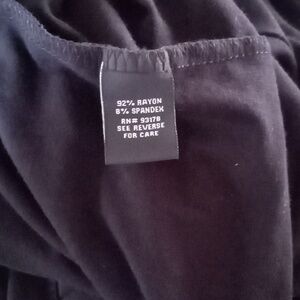 92% RAYON
8% SPANDEX
RN# 93178
SEE REVERSE
FOR CARE